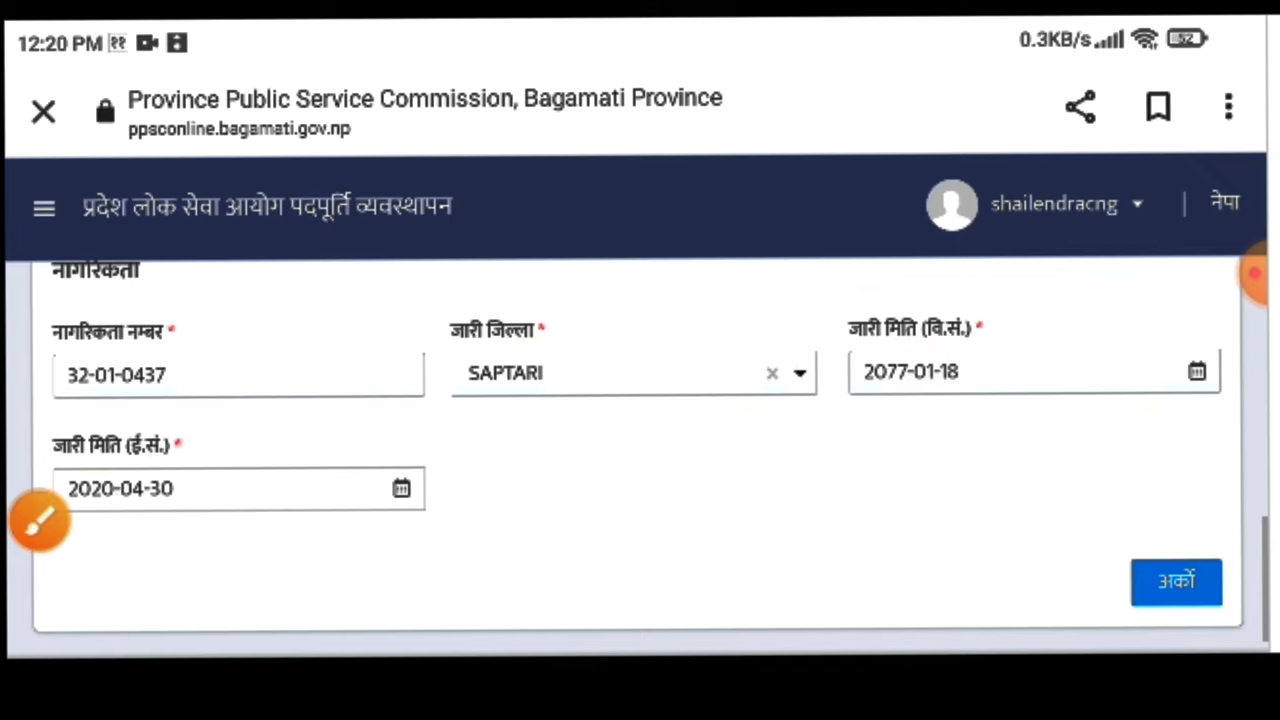 12:20 PM
0.3KB/s 52
Province Public Service Commission, Bagamati Province
ppsconline.bagamati.gov.np
प्रदेश लोक सेवा आयोग पदपूर्ति व्यवस्थापन
shailendracng | नेपा
नागरिकता
नागरिकता नम्बर * जारी जिल्ला * जारी मिति (वि.सं.) *
32-01-0437 SAPTARI 2077-01-18
जारी मिति (ई.सं.) *
2020-04-30
अर्को